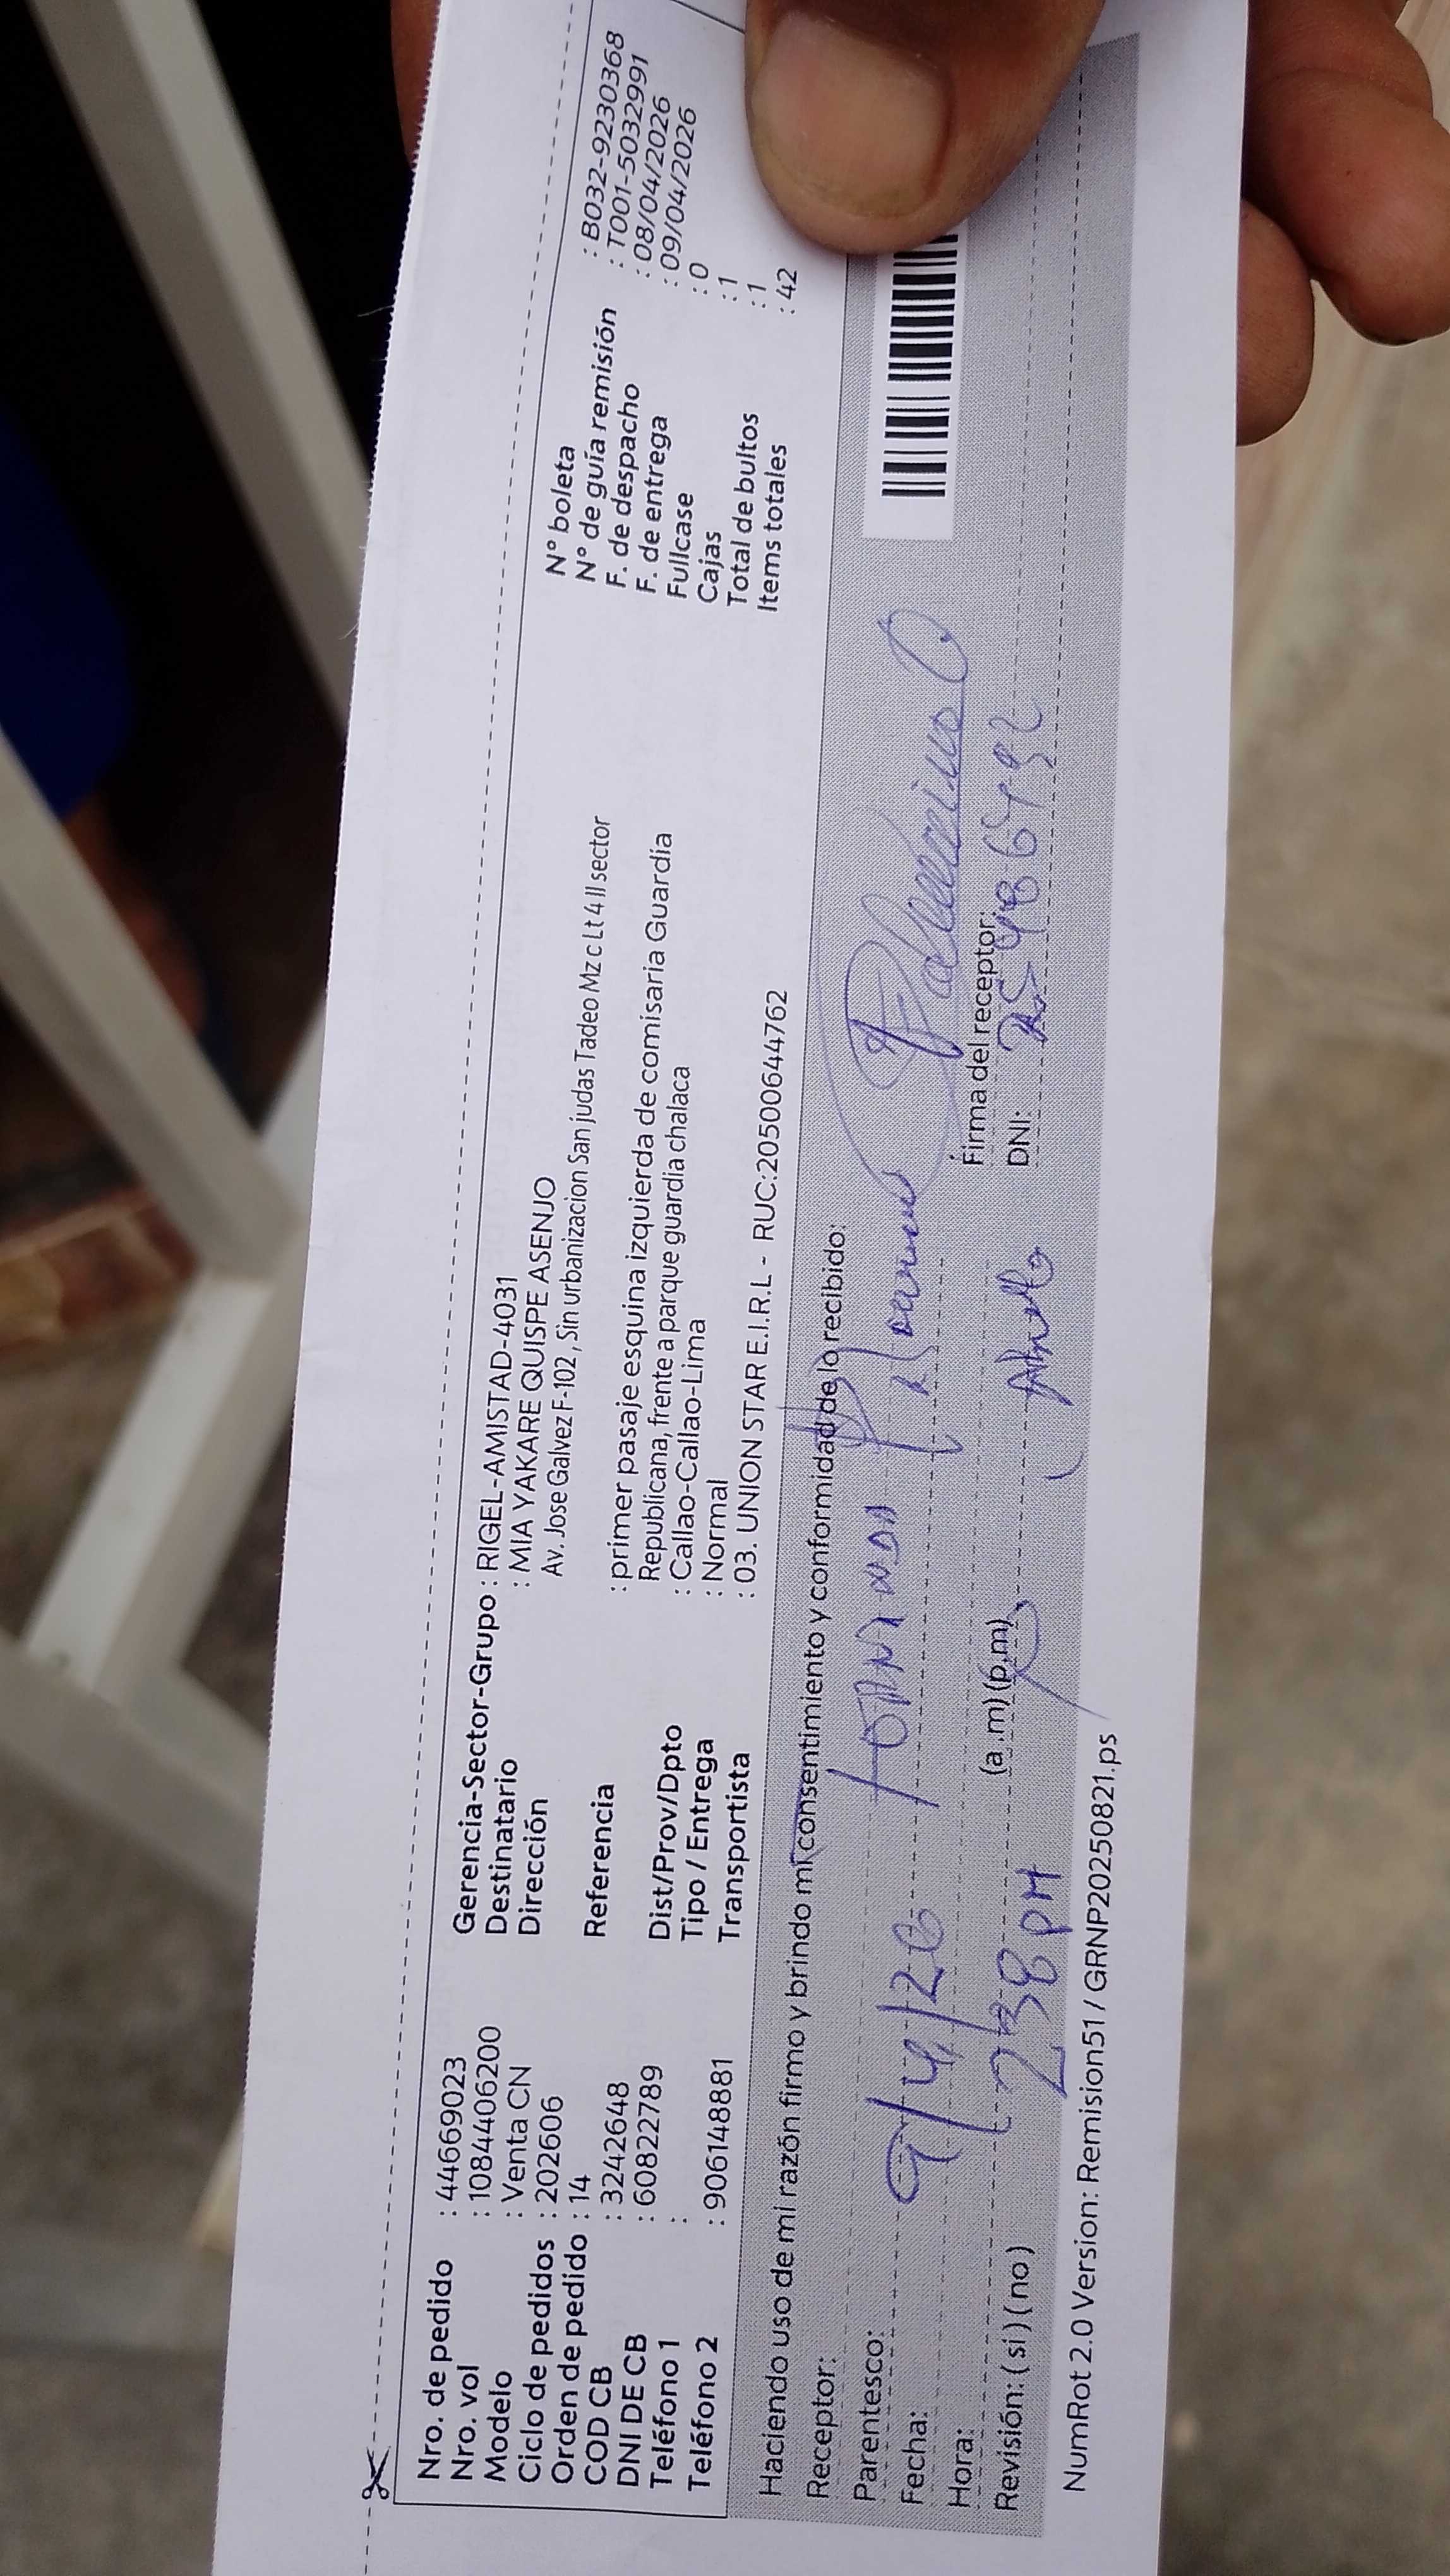 Nro. de pedido : 44669023
Nro. vol : 1084406200
Modelo : Venta CN
Ciclo de pedidos : 202606
Orden de pedido : 14
COD CB : 3242648
DNI DE CB : 60822789
Teléfono 1 :
Teléfono 2 : 906148881
Gerencia-Sector-Grupo : RIGEL-AMISTAD-4031
Destinatario : MIA YAKARE QUISPE ASENJO
Dirección Av. Jose Galvez F-102 , Sin urbanizacion San judas Tadeo Mz c Lt 4 II sector
Referencia : primer pasaje esquina izquierda de comisaria Guardia
Republicana, frente a parque guardia chalaca
Dist/Prov/Dpto : Callao-Callao-Lima
Tipo / Entrega : Normal
Transportista : 03. UNION STAR E.I.R.L - RUC:20500644762
N° boleta : B032-9230368
N° de guía remisión : T001-5032991
F. de despacho : 08/04/2026
F. de entrega : 09/04/2026
Fullcase : 0
Cajas : 1
Total de bultos : 1
Items totales : 42
Haciendo uso de mi razón firmo y brindo mi consentimiento y conformidad de lo recibido:
Receptor:
Parentesco:
Fecha: 9/4/26
Hora: 2:38 PM (a .m) (p.m)
Revisión: ( si ) ( no )
Firma del receptor:
DNI:
NumRot 2.0 Version: Remision51 / GRNP20250821.ps